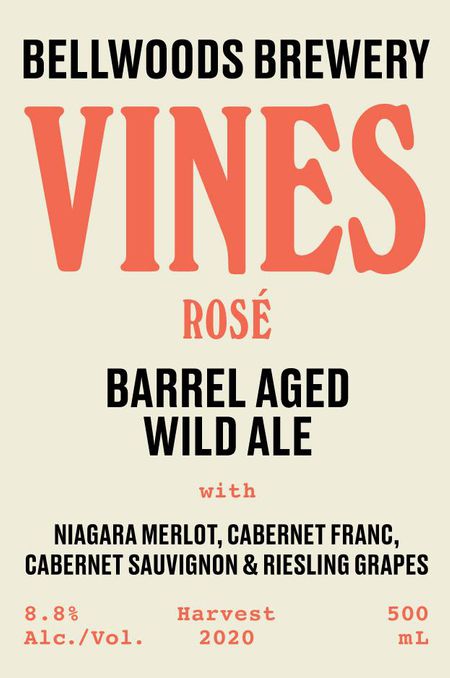 BELLWOODS BREWERY
VINES
ROSÉ
BARREL AGED
WILD ALE
with
NIAGARA MERLOT, CABERNET FRANC,
CABERNET SAUVIGNON & RIESLING GRAPES
8.8% Harvest 500
Alc./Vol. 2020 mL